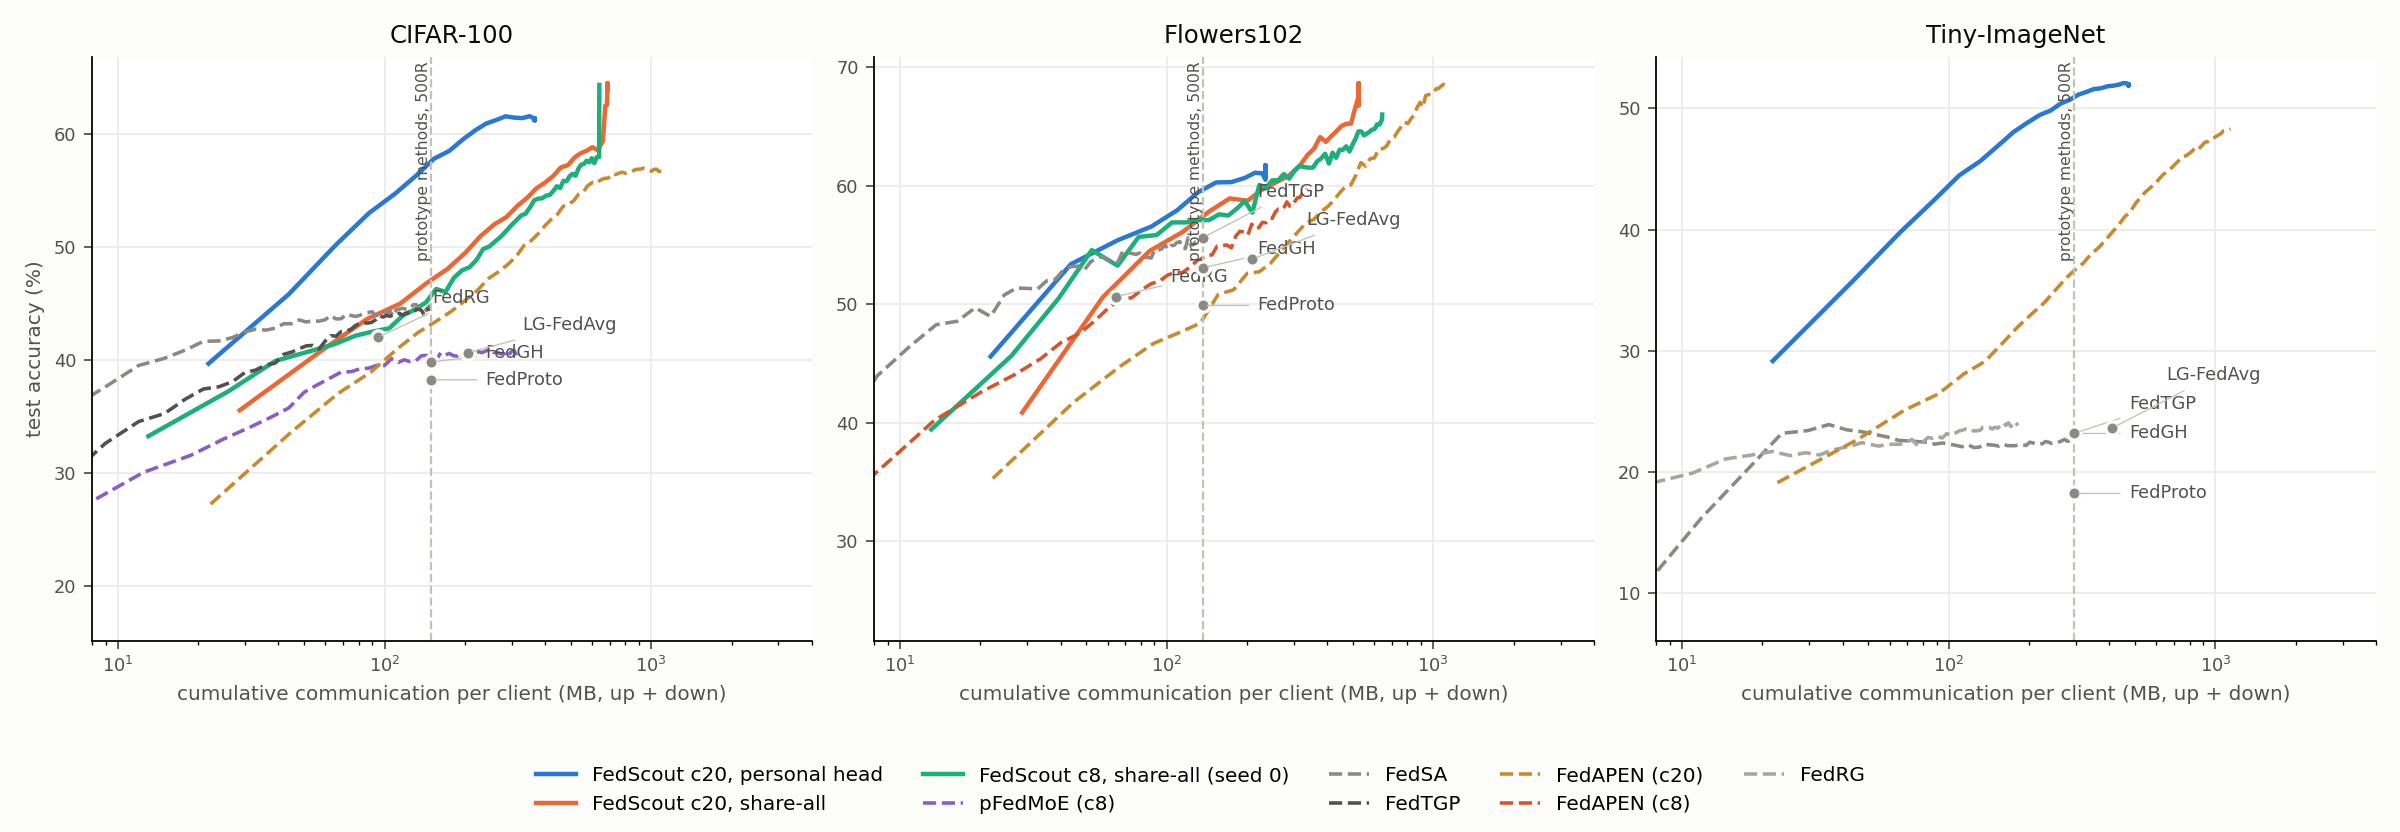 CIFAR-100
Flowers102
Tiny-ImageNet
test accuracy (%)
60
50
40
30
20
prototype methods, 500R
FedRG
LG-FedAvg
FedGH
FedProto
10¹
10²
10³
cumulative communication per client (MB, up + down)
70
60
50
40
30
prototype methods, 500R
FedTGP
LG-FedAvg
FedGH
FedRG
FedProto
10¹
10²
10³
cumulative communication per client (MB, up + down)
50
40
30
20
10
prototype methods, 500R
LG-FedAvg
FedTGP
FedGH
FedProto
10¹
10²
10³
cumulative communication per client (MB, up + down)
FedScout c20, personal head
FedScout c20, share-all
FedScout c8, share-all (seed 0)
pFedMoE (c8)
FedSA
FedTGP
FedAPEN (c20)
FedAPEN (c8)
FedRG